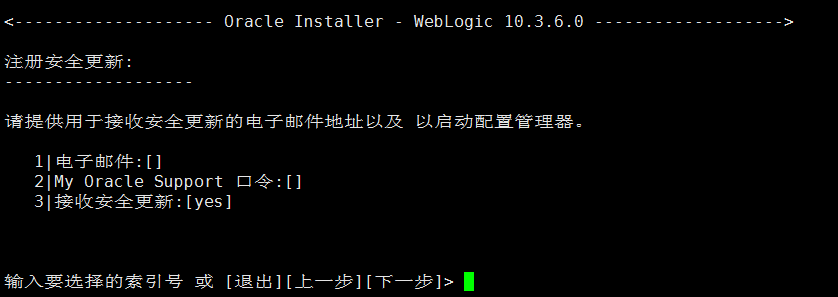 <-------------------- Oracle Installer - WebLogic 10.3.6.0 ------------------->
注册安全更新:
-------------------
请提供用于接收安全更新的电子邮件地址以及 以启动配置管理器。
1|电子邮件:[]
2|My Oracle Support 口令:[]
3|接收安全更新:[yes]
输入要选择的索引号 或 [退出][上一步][下一步]>